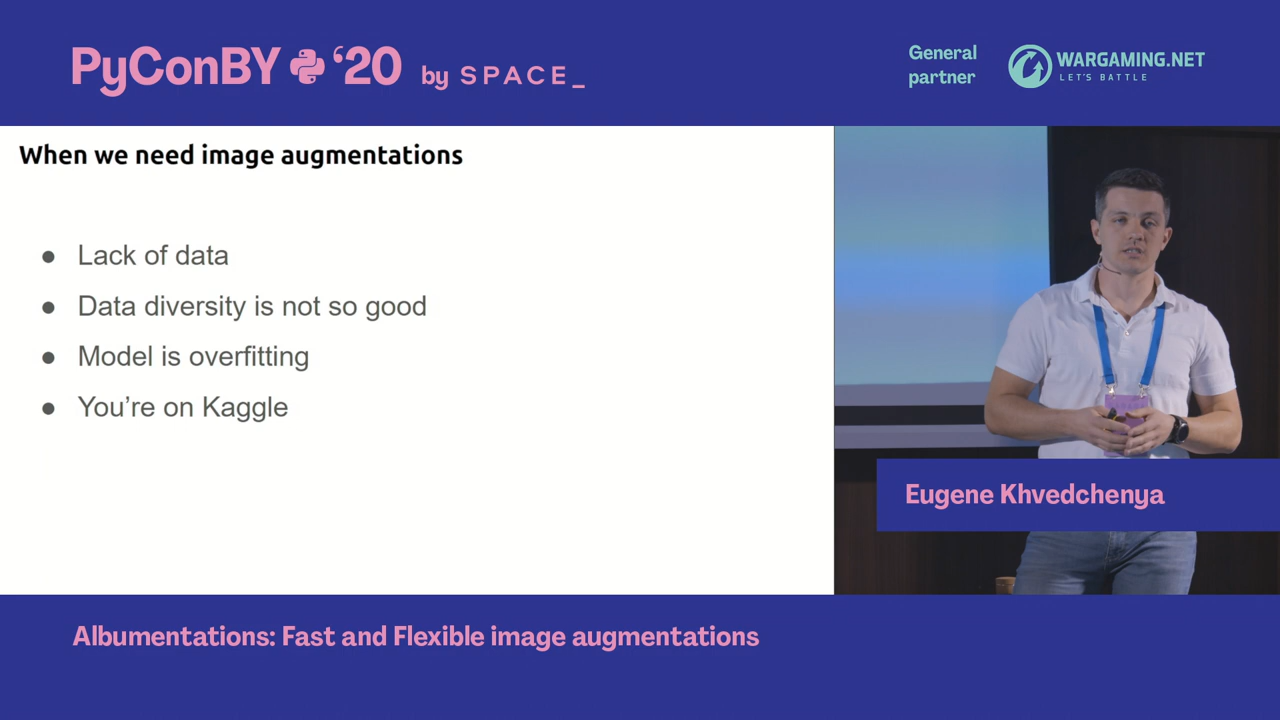 PyConBY '20 by SPACE_
General
partner
WARGAMING.NET
LET'S BATTLE
When we need image augmentations
● Lack of data
● Data diversity is not so good
● Model is overfitting
● You’re on Kaggle
Eugene Khvedchenya
Albumentations: Fast and Flexible image augmentations